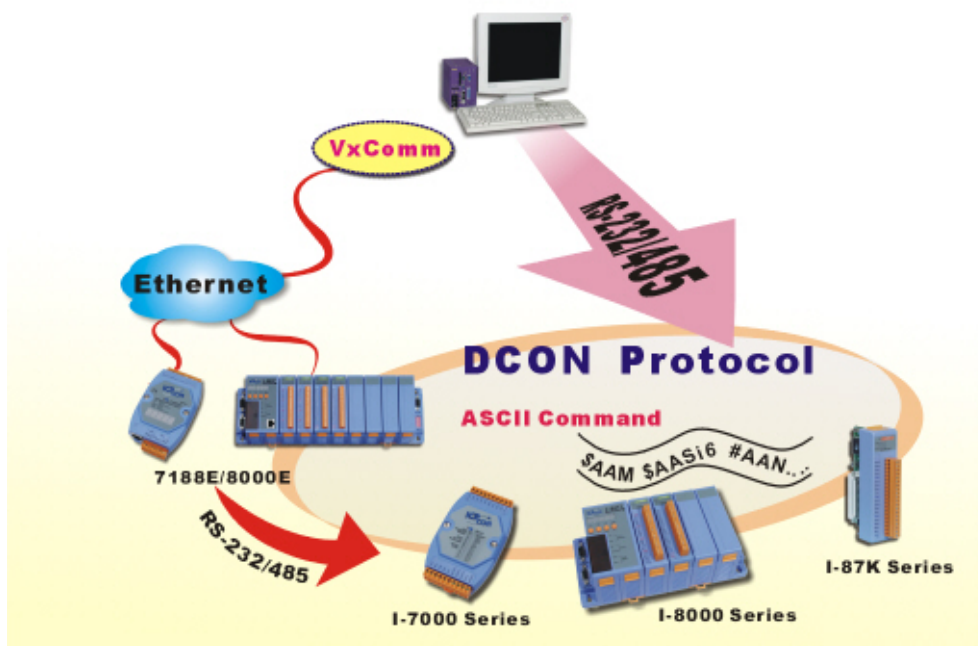 VxComm
RS-232/485
Ethernet
DCON Protocol
ASCII Command
$AAM $AASi6 #AAN....
7188E/8000E
RS-232/485
I-7000 Series
I-8000 Series
I-87K Series